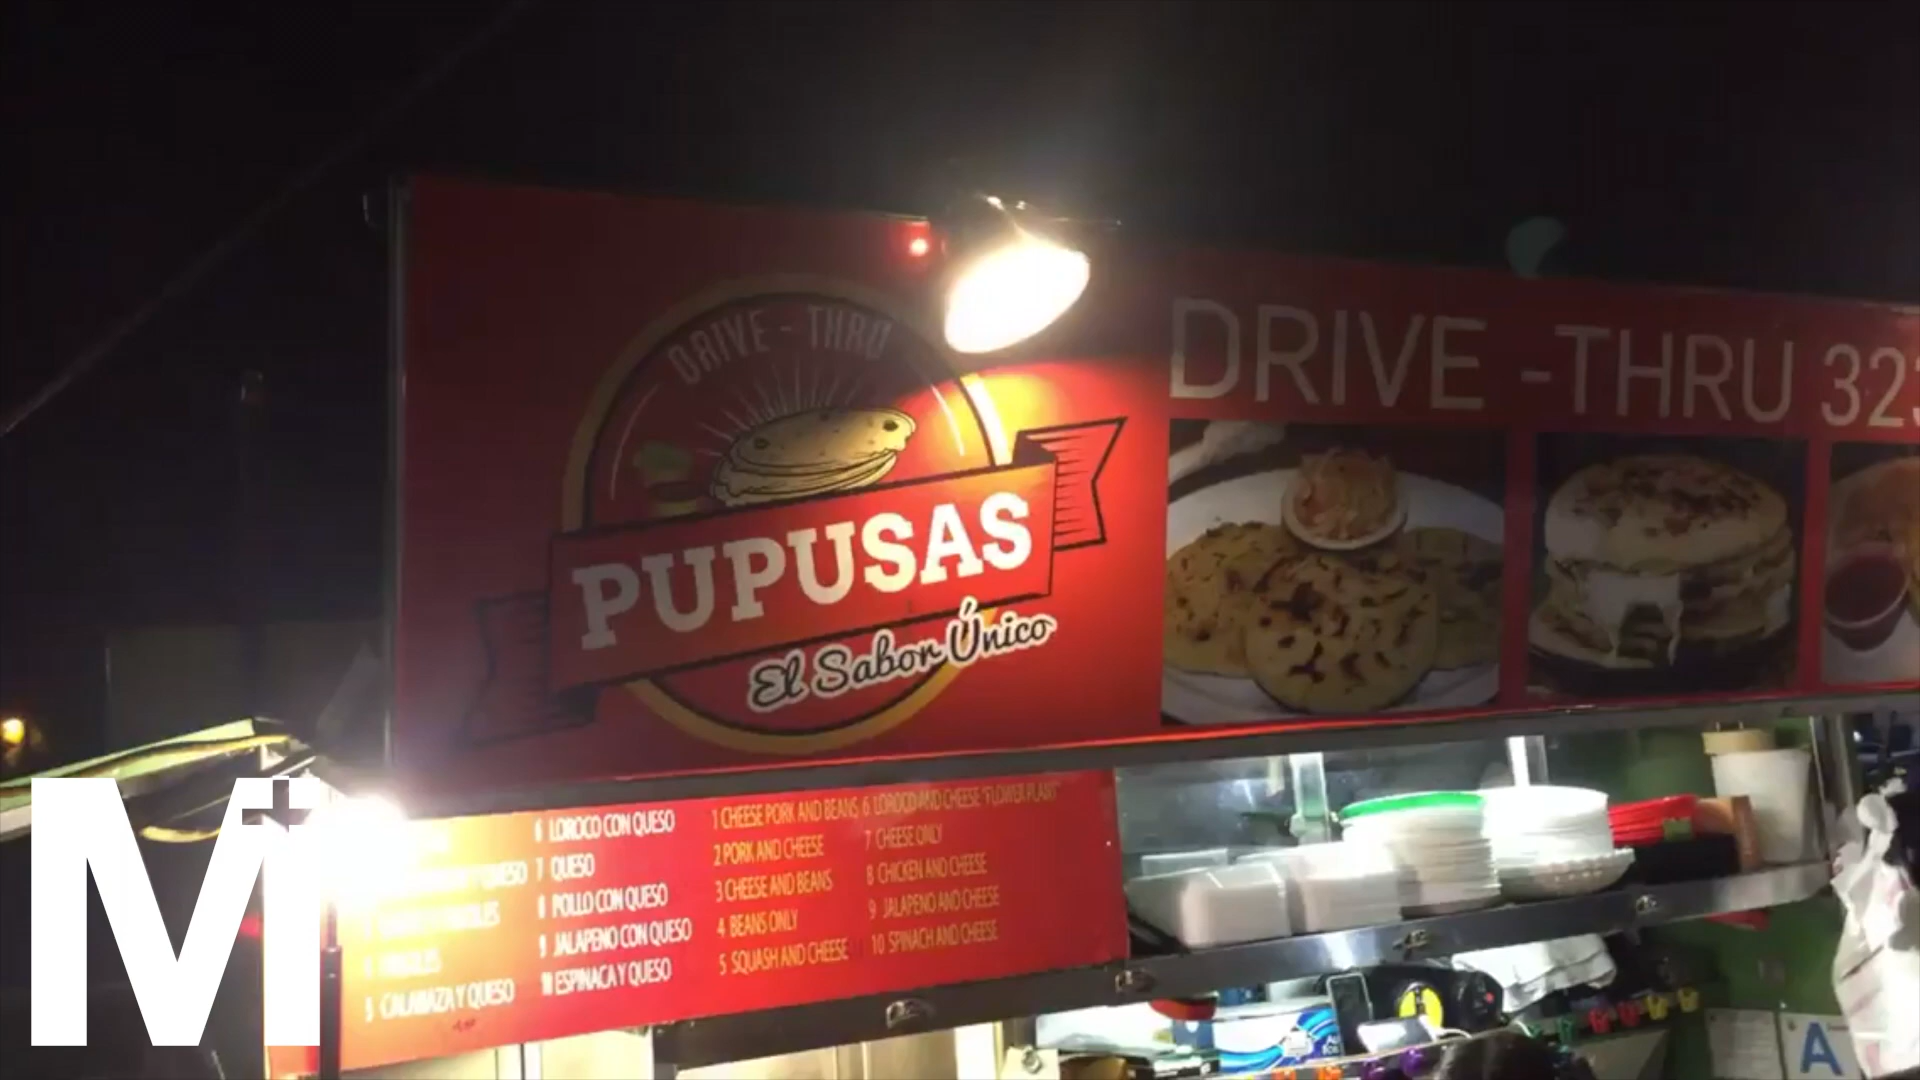 DRIVE - THRU
PUPUSAS
El Sabor Único
DRIVE -THRU 323
6 LOROCO CON QUESO
QUESO 7 QUESO
8 POLLO CON QUESO
9 JALAPENO CON QUESO
5 CALABAZA Y QUESO 10 ESPINACA Y QUESO
1 CHEESE PORK AND BEANS 6 LOROCO AND CHEESE "FLOWER PLANT"
2 PORK AND CHEESE 7 CHEESE ONLY
3 CHEESE AND BEANS 8 CHICKEN AND CHEESE
4 BEANS ONLY 9 JALAPENO AND CHEESE
5 SQUASH AND CHEESE 10 SPINACH AND CHEESE
A
M+